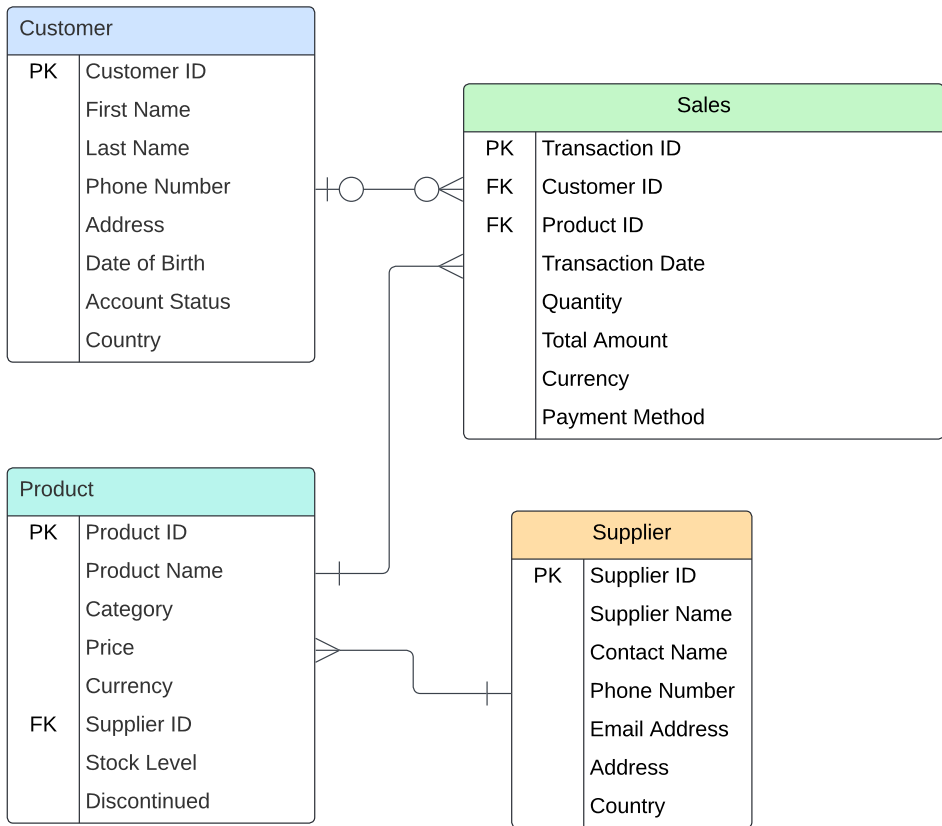 Customer
PK Customer ID
First Name
Last Name
Phone Number
Address
Date of Birth
Account Status
Country
Sales
PK Transaction ID
FK Customer ID
FK Product ID
Transaction Date
Quantity
Total Amount
Currency
Payment Method
Product
PK Product ID
Product Name
Category
Price
Currency
FK Supplier ID
Stock Level
Discontinued
Supplier
PK Supplier ID
Supplier Name
Contact Name
Phone Number
Email Address
Address
Country